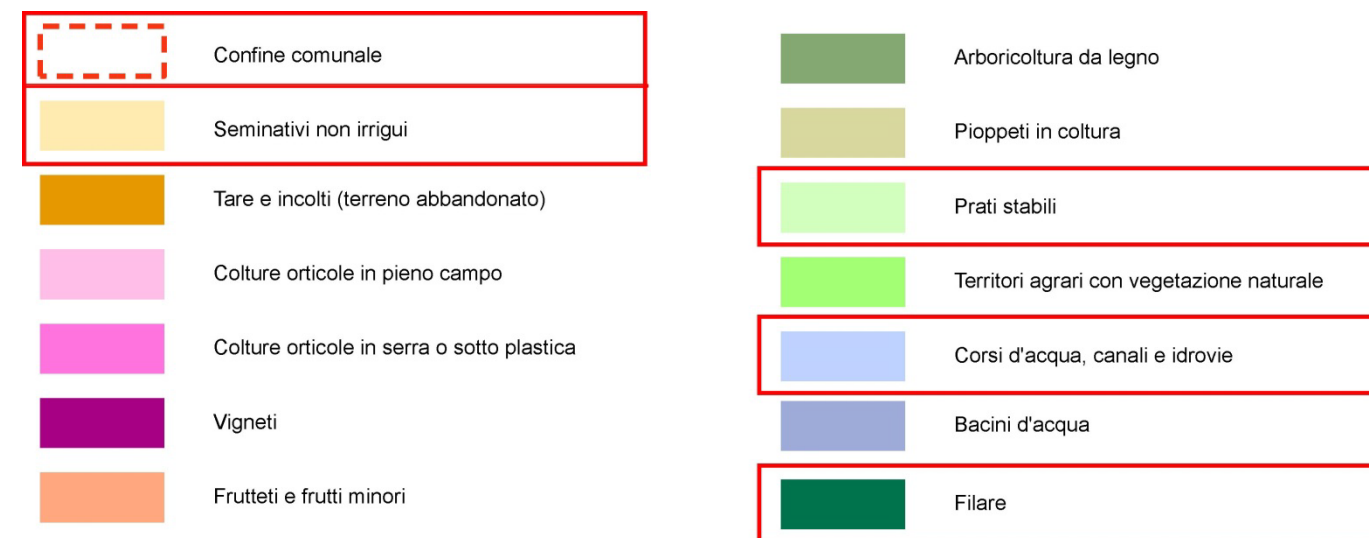 Confine comunale
Seminativi non irrigui
Tare e incolti (terreno abbandonato)
Colture orticole in pieno campo
Colture orticole in serra o sotto plastica
Vigneti
Frutteti e frutti minori
Arboricoltura da legno
Pioppeti in coltura
Prati stabili
Territori agrari con vegetazione naturale
Corsi d'acqua, canali e idrovie
Bacini d'acqua
Filare